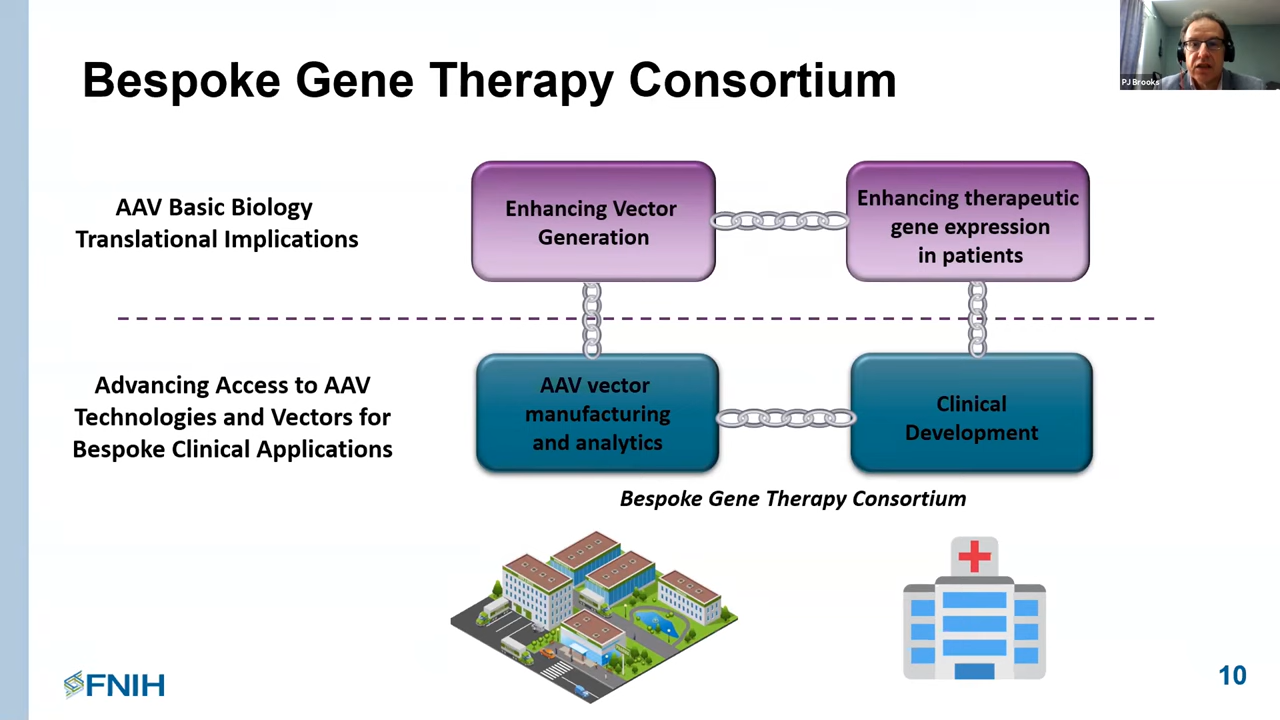 Bespoke Gene Therapy Consortium
PJ Brooks
AAV Basic Biology
Translational Implications
Enhancing Vector
Generation
Enhancing therapeutic
gene expression
in patients
Advancing Access to AAV
Technologies and Vectors for
Bespoke Clinical Applications
AAV vector
manufacturing
and analytics
Clinical
Development
Bespoke Gene Therapy Consortium
FNIH
10